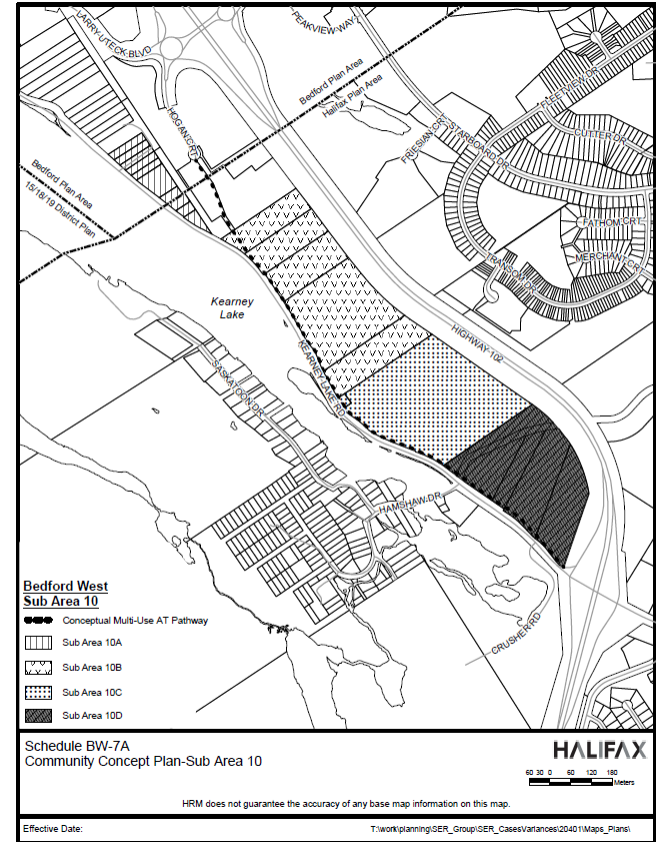 LARRY UTECK BLVD
PEAKVIEW WAY
Bedford Plan Area
Halifax Plan Area
HOGAN CRT
FLEETVIEW DR
CUTTER DR
FRIESIAN CRT
STARBOARD DR
FATHOM CRT
MERCHANT CRT
TRANSOM DR
Bedford Plan Area
15/18/19 District Plan
Kearney
Lake
HIGHWAY 102
KEARNEY LAKE RD
SASKATOON DR
HAMSHAW DR
CRUSHER RD
Bedford West
Sub Area 10
Conceptual Multi-Use AT Pathway
Sub Area 10A
Sub Area 10B
Sub Area 10C
Sub Area 10D
Schedule BW-7A
Community Concept Plan-Sub Area 10
HALIFAX
60 30 0 60 120 180
Meters
HRM does not guarantee the accuracy of any base map information on this map.
Effective Date:
T:\work\planning\SER_Group\SER_CasesVariances\20401\Maps_Plans\